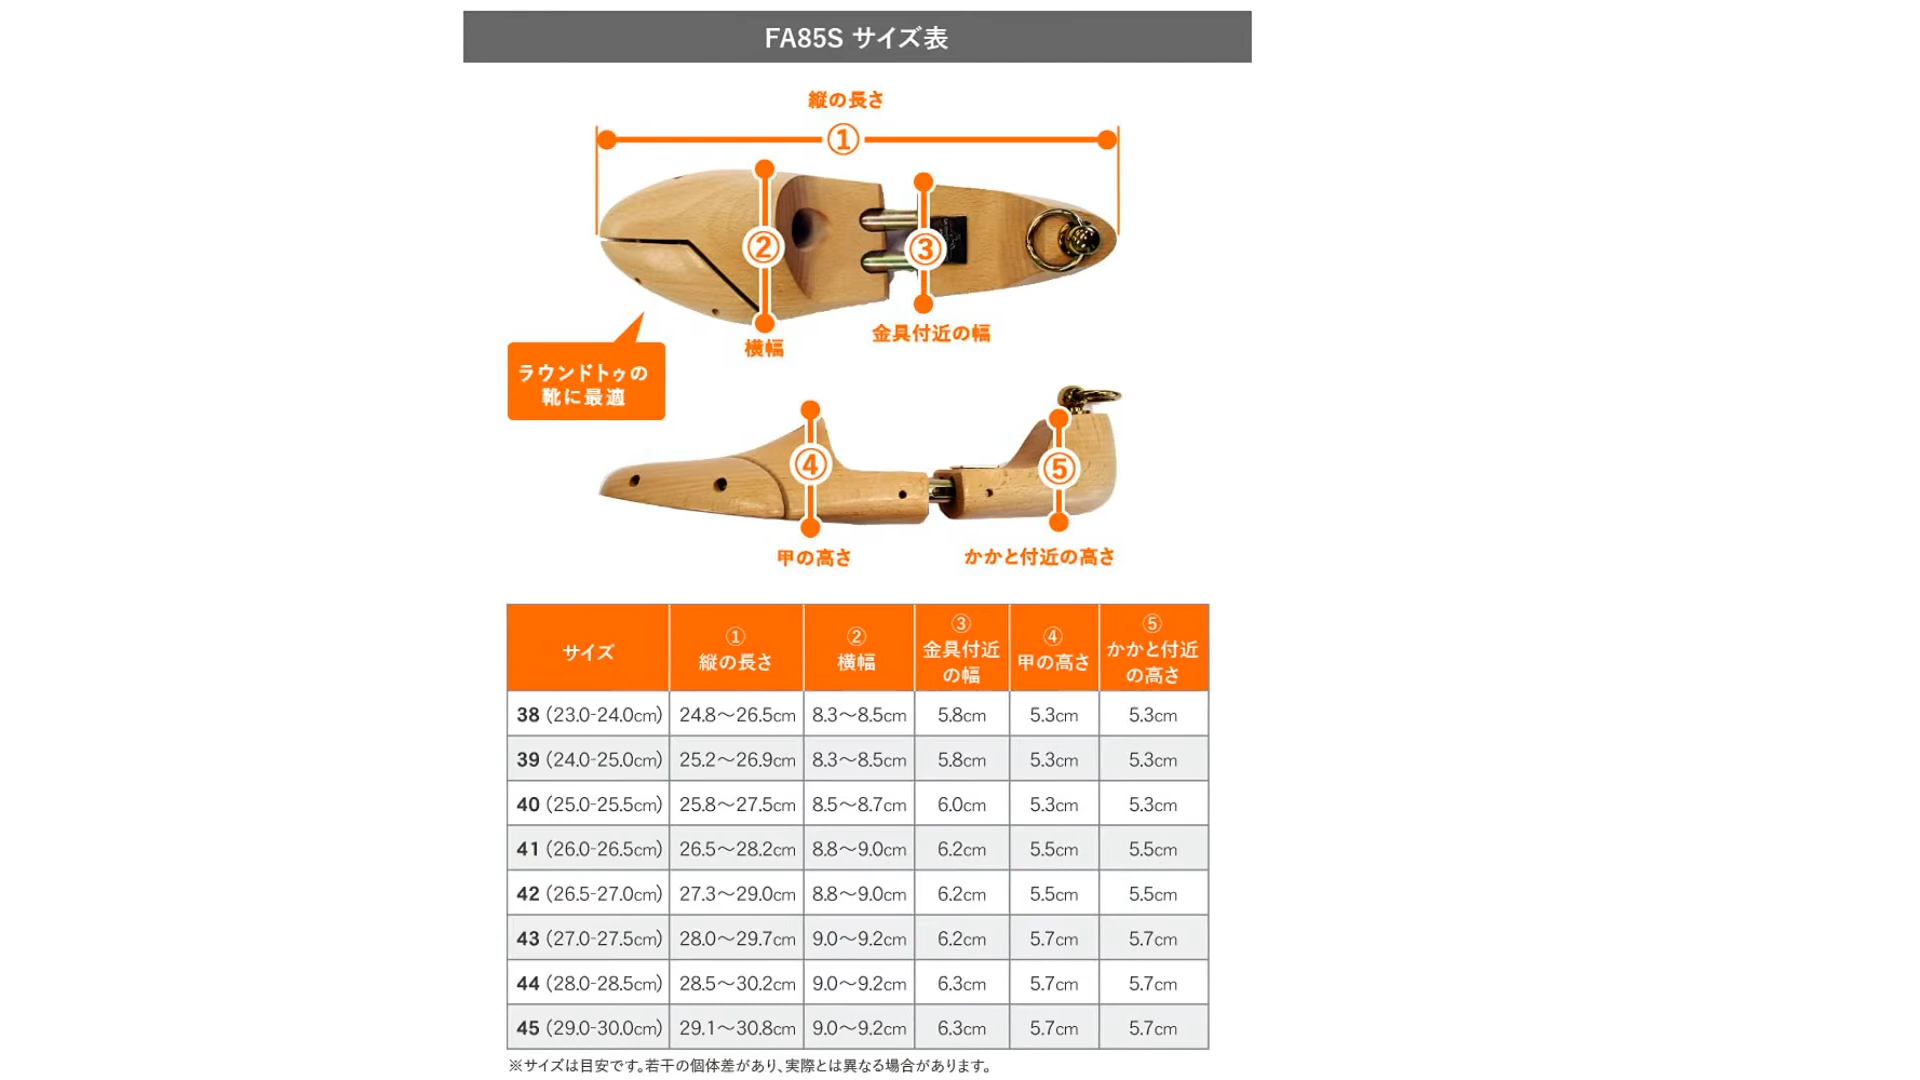 FA85S サイズ表
縦の長さ
①
②
③
金具付近の幅
横幅
ラウンドトゥの
靴に最適
④
⑤
甲の高さ
かかと付近の高さ
サイズ ① 縦の長さ ② 横幅 ③ 金具付近の幅 ④ 甲の高さ ⑤ かかと付近の高さ
38（23.0-24.0cm） 24.8〜26.5cm 8.3〜8.5cm 5.8cm 5.3cm 5.3cm
39（24.0-25.0cm） 25.2〜26.9cm 8.3〜8.5cm 5.8cm 5.3cm 5.3cm
40（25.0-25.5cm） 25.8〜27.5cm 8.5〜8.7cm 6.0cm 5.3cm 5.3cm
41（26.0-26.5cm） 26.5〜28.2cm 8.8〜9.0cm 6.2cm 5.5cm 5.5cm
42（26.5-27.0cm） 27.3〜29.0cm 8.8〜9.0cm 6.2cm 5.5cm 5.5cm
43（27.0-27.5cm） 28.0〜29.7cm 9.0〜9.2cm 6.2cm 5.7cm 5.7cm
44（28.0-28.5cm） 28.5〜30.2cm 9.0〜9.2cm 6.3cm 5.7cm 5.7cm
45（29.0-30.0cm） 29.1〜30.8cm 9.0〜9.2cm 6.3cm 5.7cm 5.7cm
※サイズは目安です。若干の個体差があり、実際とは異なる場合があります。